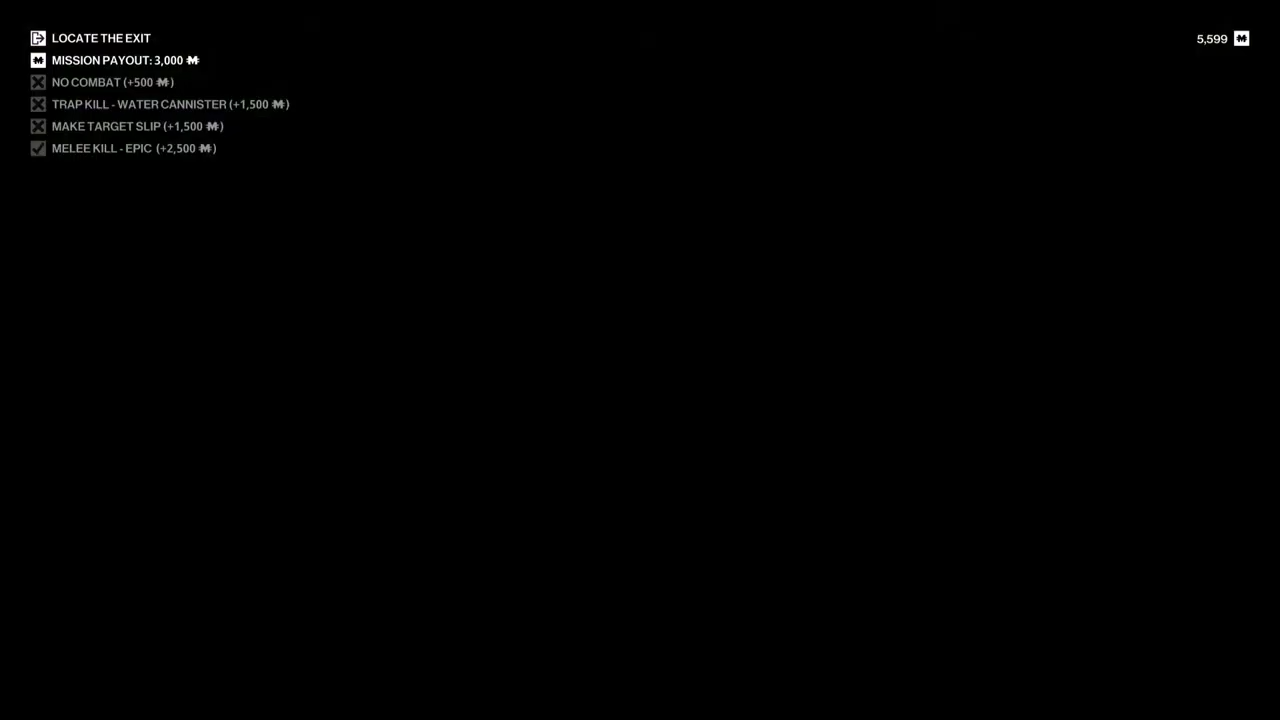 LOCATE THE EXIT
5,599
MISSION PAYOUT: 3,000
NO COMBAT (+500)
TRAP KILL - WATER CANNISTER (+1,500)
MAKE TARGET SLIP (+1,500)
MELEE KILL - EPIC (+2,500)